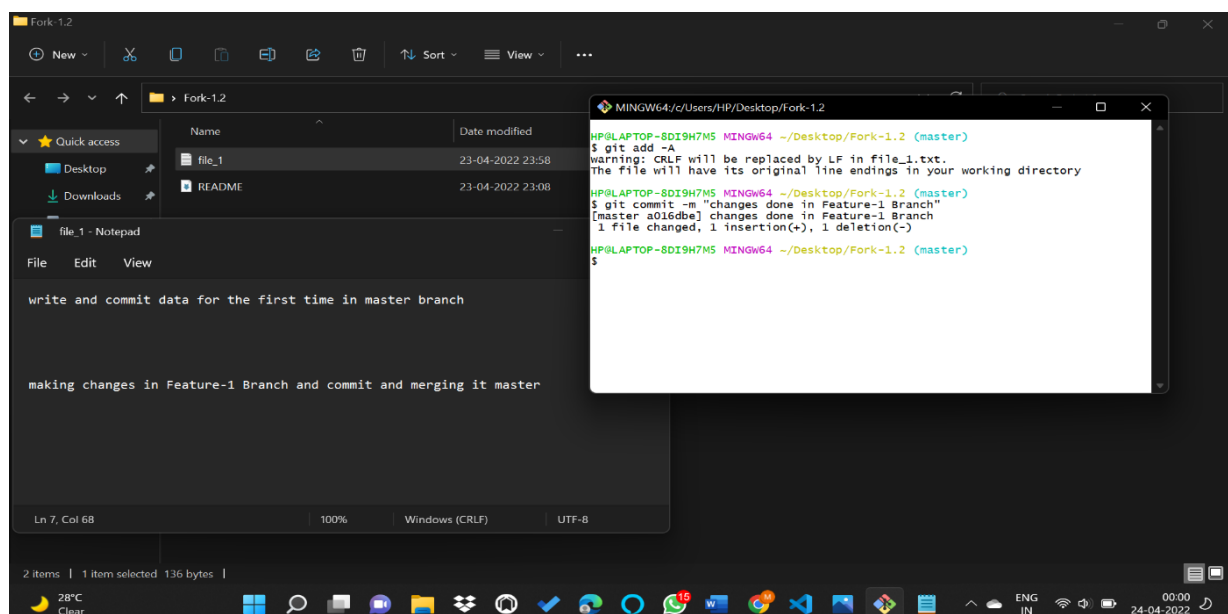 Fork-1.2
New
Sort
View
Fork-1.2
Quick access
Desktop
Downloads
Name
Date modified
file_1
23-04-2022 23:58
README
23-04-2022 23:08
file_1 - Notepad
File Edit View
write and commit data for the first time in master branch
making changes in Feature-1 Branch and commit and merging it master
Ln 7, Col 68
100%
Windows (CRLF)
UTF-8
MINGW64:/c/Users/HP/Desktop/Fork-1.2
HP@LAPTOP-8DI9H7MS MINGW64 ~/Desktop/Fork-1.2 (master)
$ git add -A
warning: CRLF will be replaced by LF in file_1.txt.
The file will have its original line endings in your working directory
HP@LAPTOP-8DI9H7MS MINGW64 ~/Desktop/Fork-1.2 (master)
$ git commit -m "changes done in Feature-1 Branch"
[master a016dbe] changes done in Feature-1 Branch
 1 file changed, 1 insertion(+), 1 deletion(-)
HP@LAPTOP-8DI9H7MS MINGW64 ~/Desktop/Fork-1.2 (master)
$
2 items | 1 item selected 136 bytes |
28°C
Clear
15
ENG
IN
00:00
24-04-2022